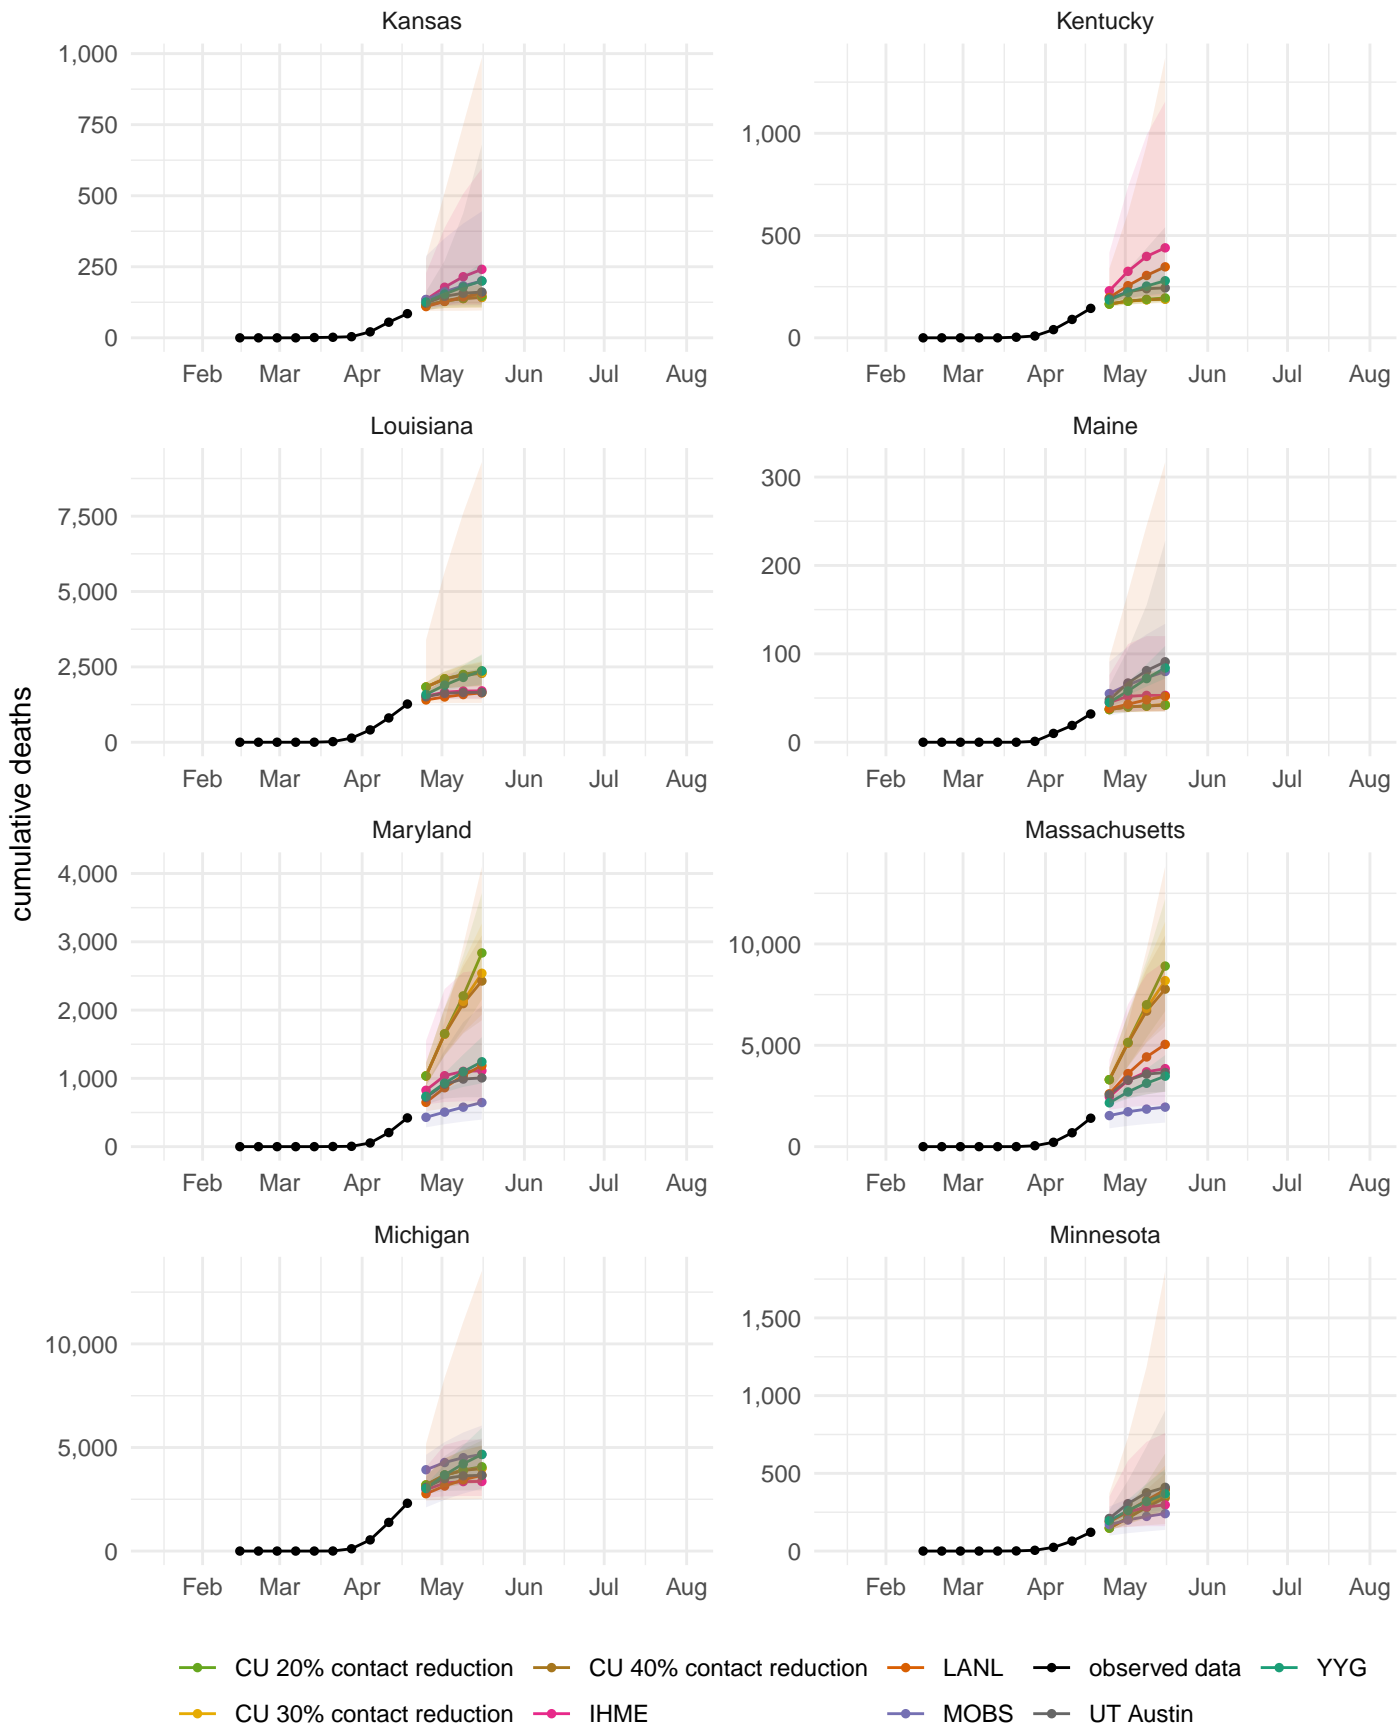 Kansas
Kentucky
1,000
750
500
250
0
1,000
500
0
Feb Mar Apr May Jun Jul Aug
Feb Mar Apr May Jun Jul Aug
Louisiana
Maine
7,500
5,000
2,500
0
300
200
100
0
Feb Mar Apr May Jun Jul Aug
Feb Mar Apr May Jun Jul Aug
cumulative deaths
Maryland
Massachusetts
4,000
3,000
2,000
1,000
0
10,000
5,000
0
Feb Mar Apr May Jun Jul Aug
Feb Mar Apr May Jun Jul Aug
Michigan
Minnesota
10,000
5,000
0
1,500
1,000
500
0
Feb Mar Apr May Jun Jul Aug
Feb Mar Apr May Jun Jul Aug
CU 20% contact reduction CU 40% contact reduction LANL observed data YYG
CU 30% contact reduction IHME MOBS UT Austin